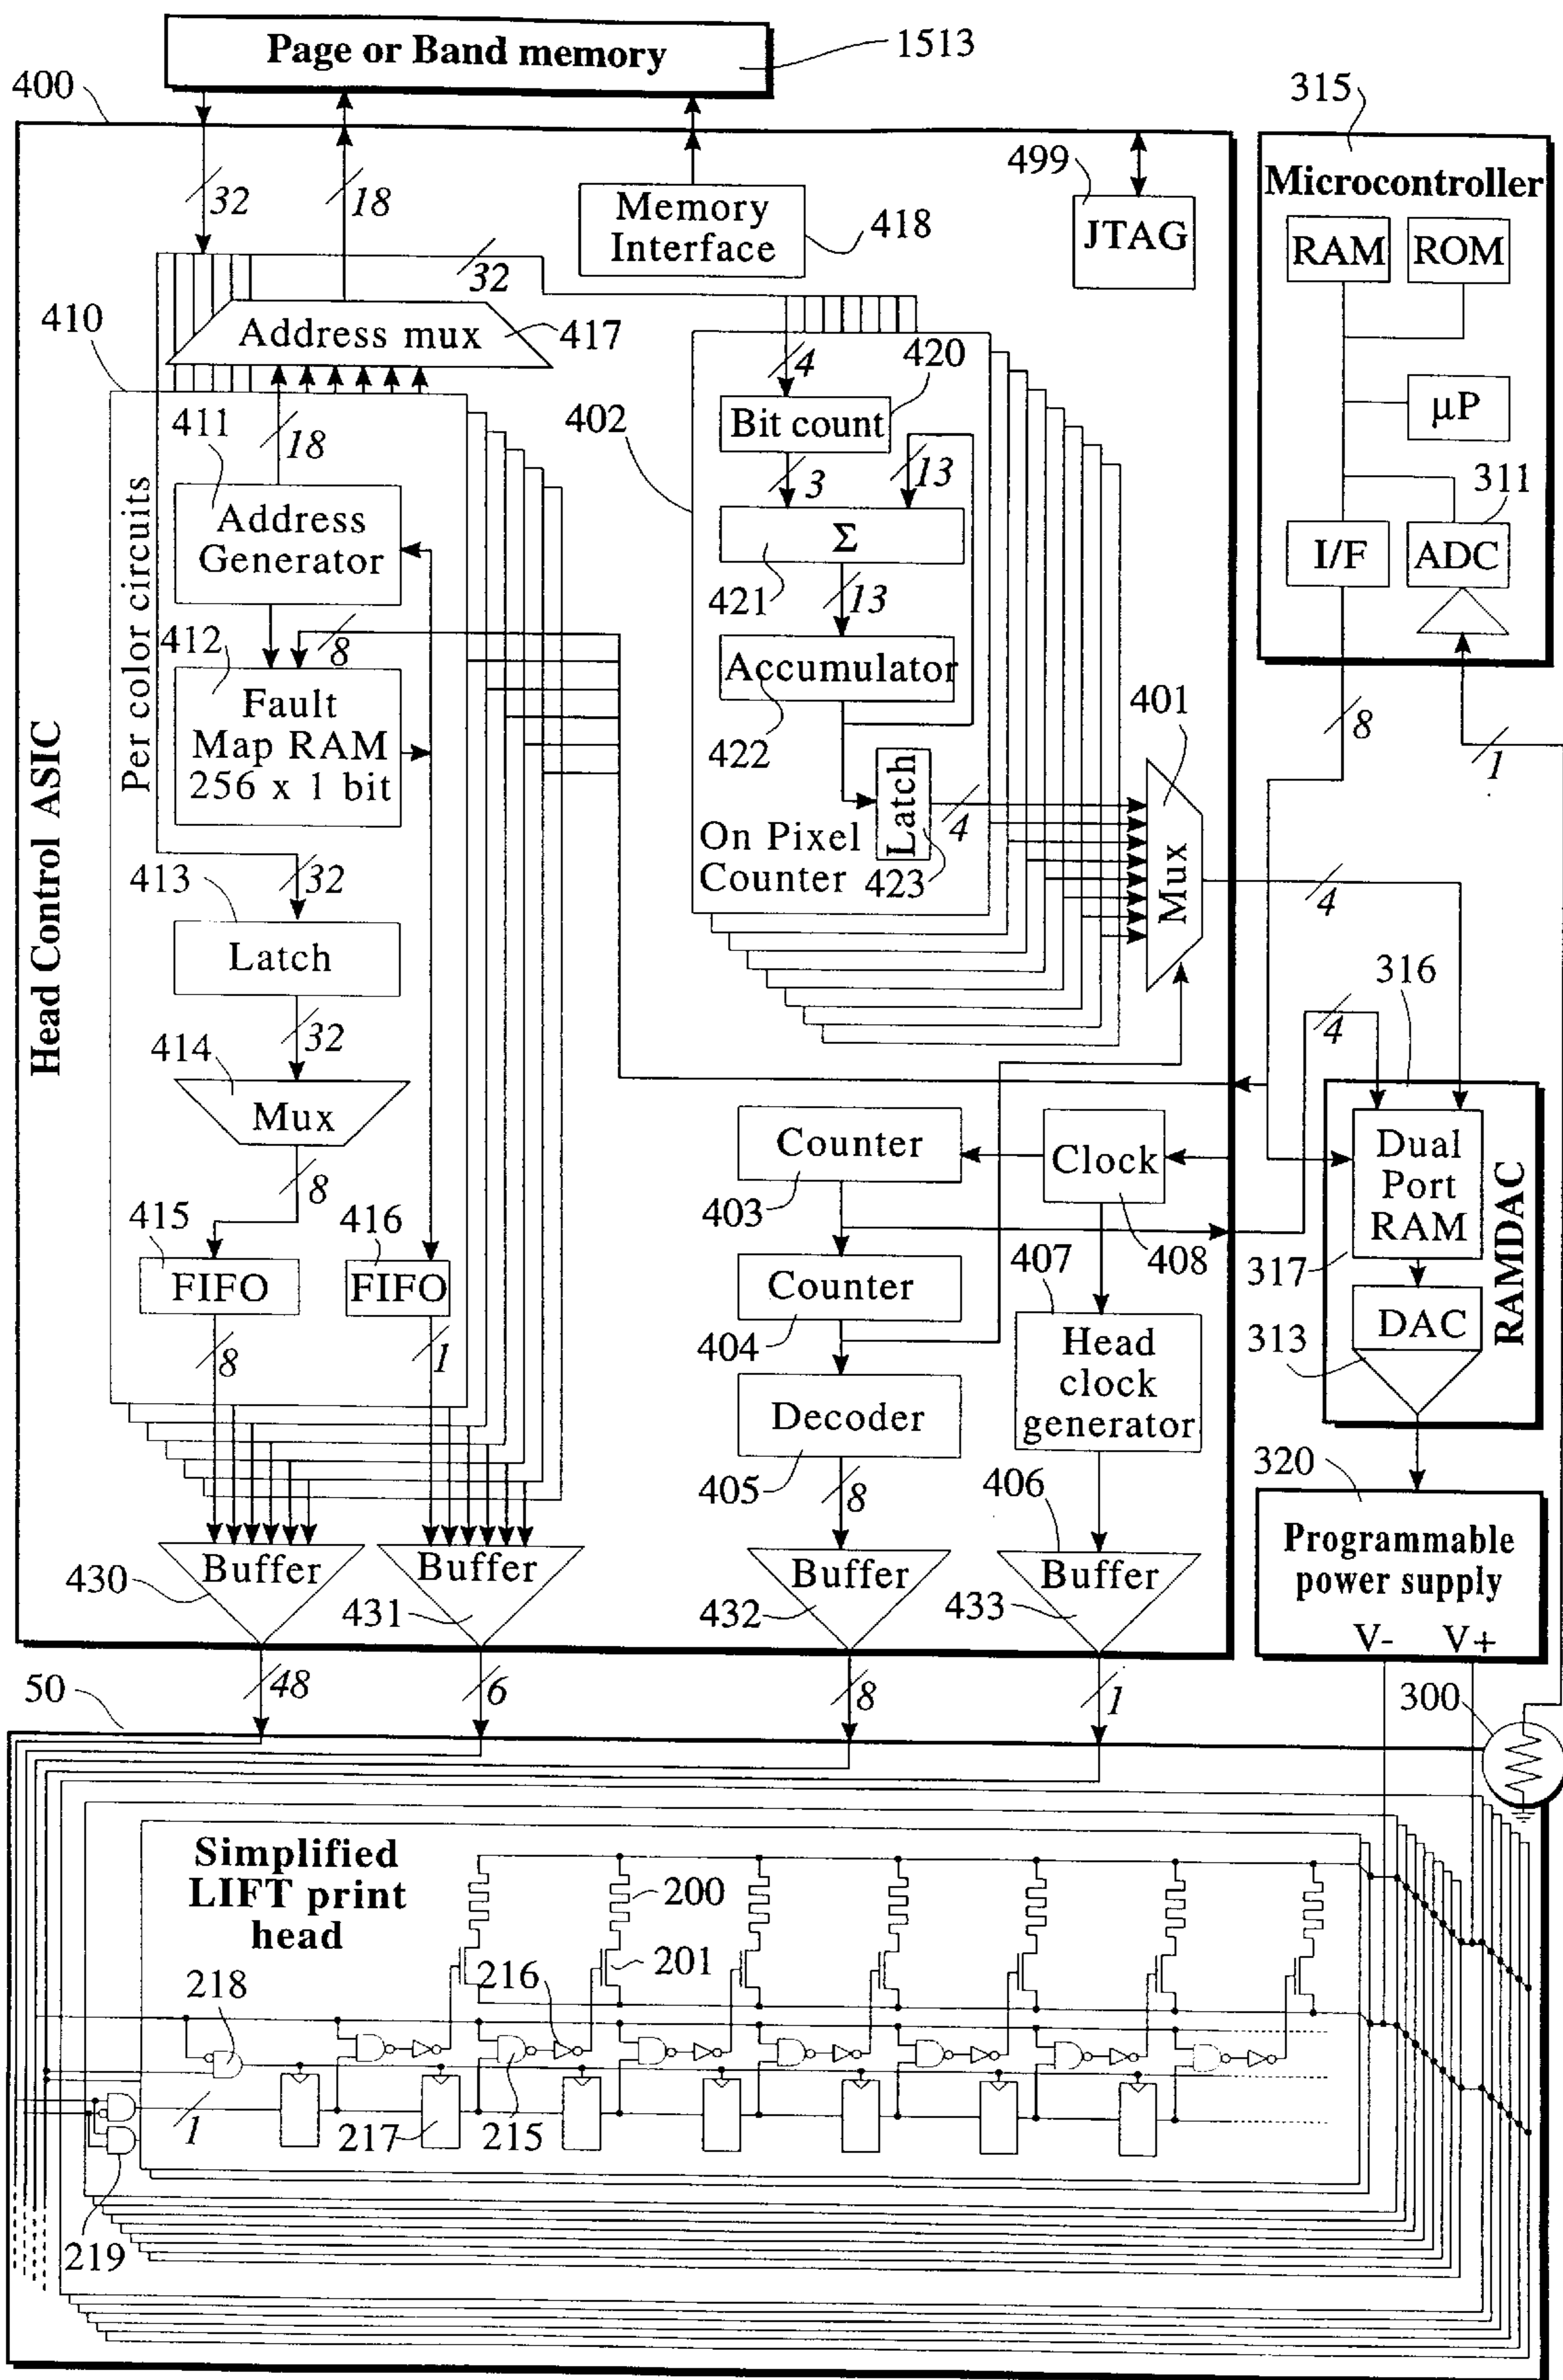 Page or Band memory
1513
400
315
499
32
18
Memory
Interface
418
JTAG
Microcontroller
RAM
ROM
32
410
Address mux
417
4
420
µP
411
18
402
Bit count
3
13
311
Address
Generator
Σ
I/F
ADC
421
13
412
8
Per color circuits
Fault
Map RAM
256 x 1 bit
Accumulator
422
401
8
1
Head Control ASIC
Latch
4
Mux
On Pixel
Counter
423
413
32
4
Latch
316
32
4
414
Mux
8
Counter
Clock
Dual
Port
RAM
RAMDAC
403
415
416
FIFO
FIFO
408
407
317
Counter
DAC
404
Head
clock
generator
313
8
1
Decoder
405
8
406
320
Buffer
Buffer
Buffer
Buffer
430
431
432
433
Programmable
power supply
V-
V+
50
48
6
8
1
300
Simplified
LIFT print
head
200
201
216
218
1
217
215
219